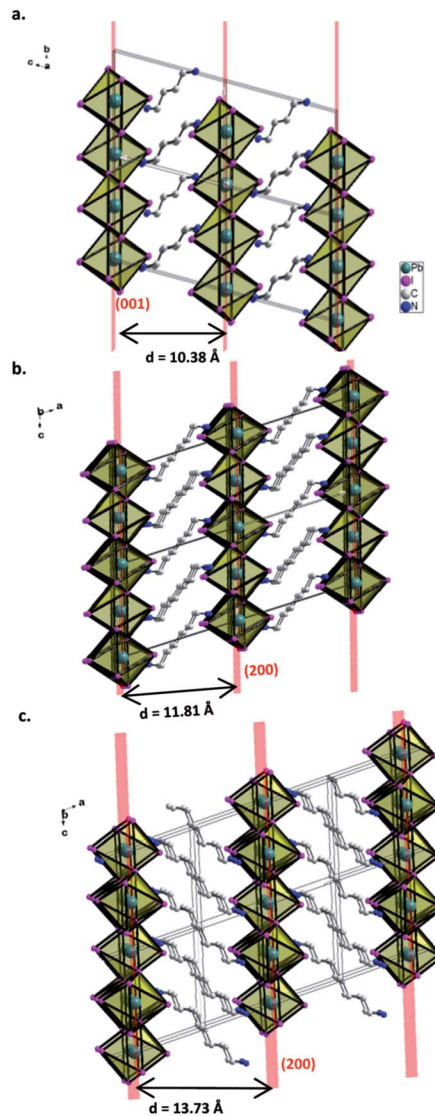 a.
b
c a
Pb
I
C
N
(001)
d = 10.38 Å
b.
b a
c
(200)
d = 11.81 Å
c.
a
b
c
(200)
d = 13.73 Å